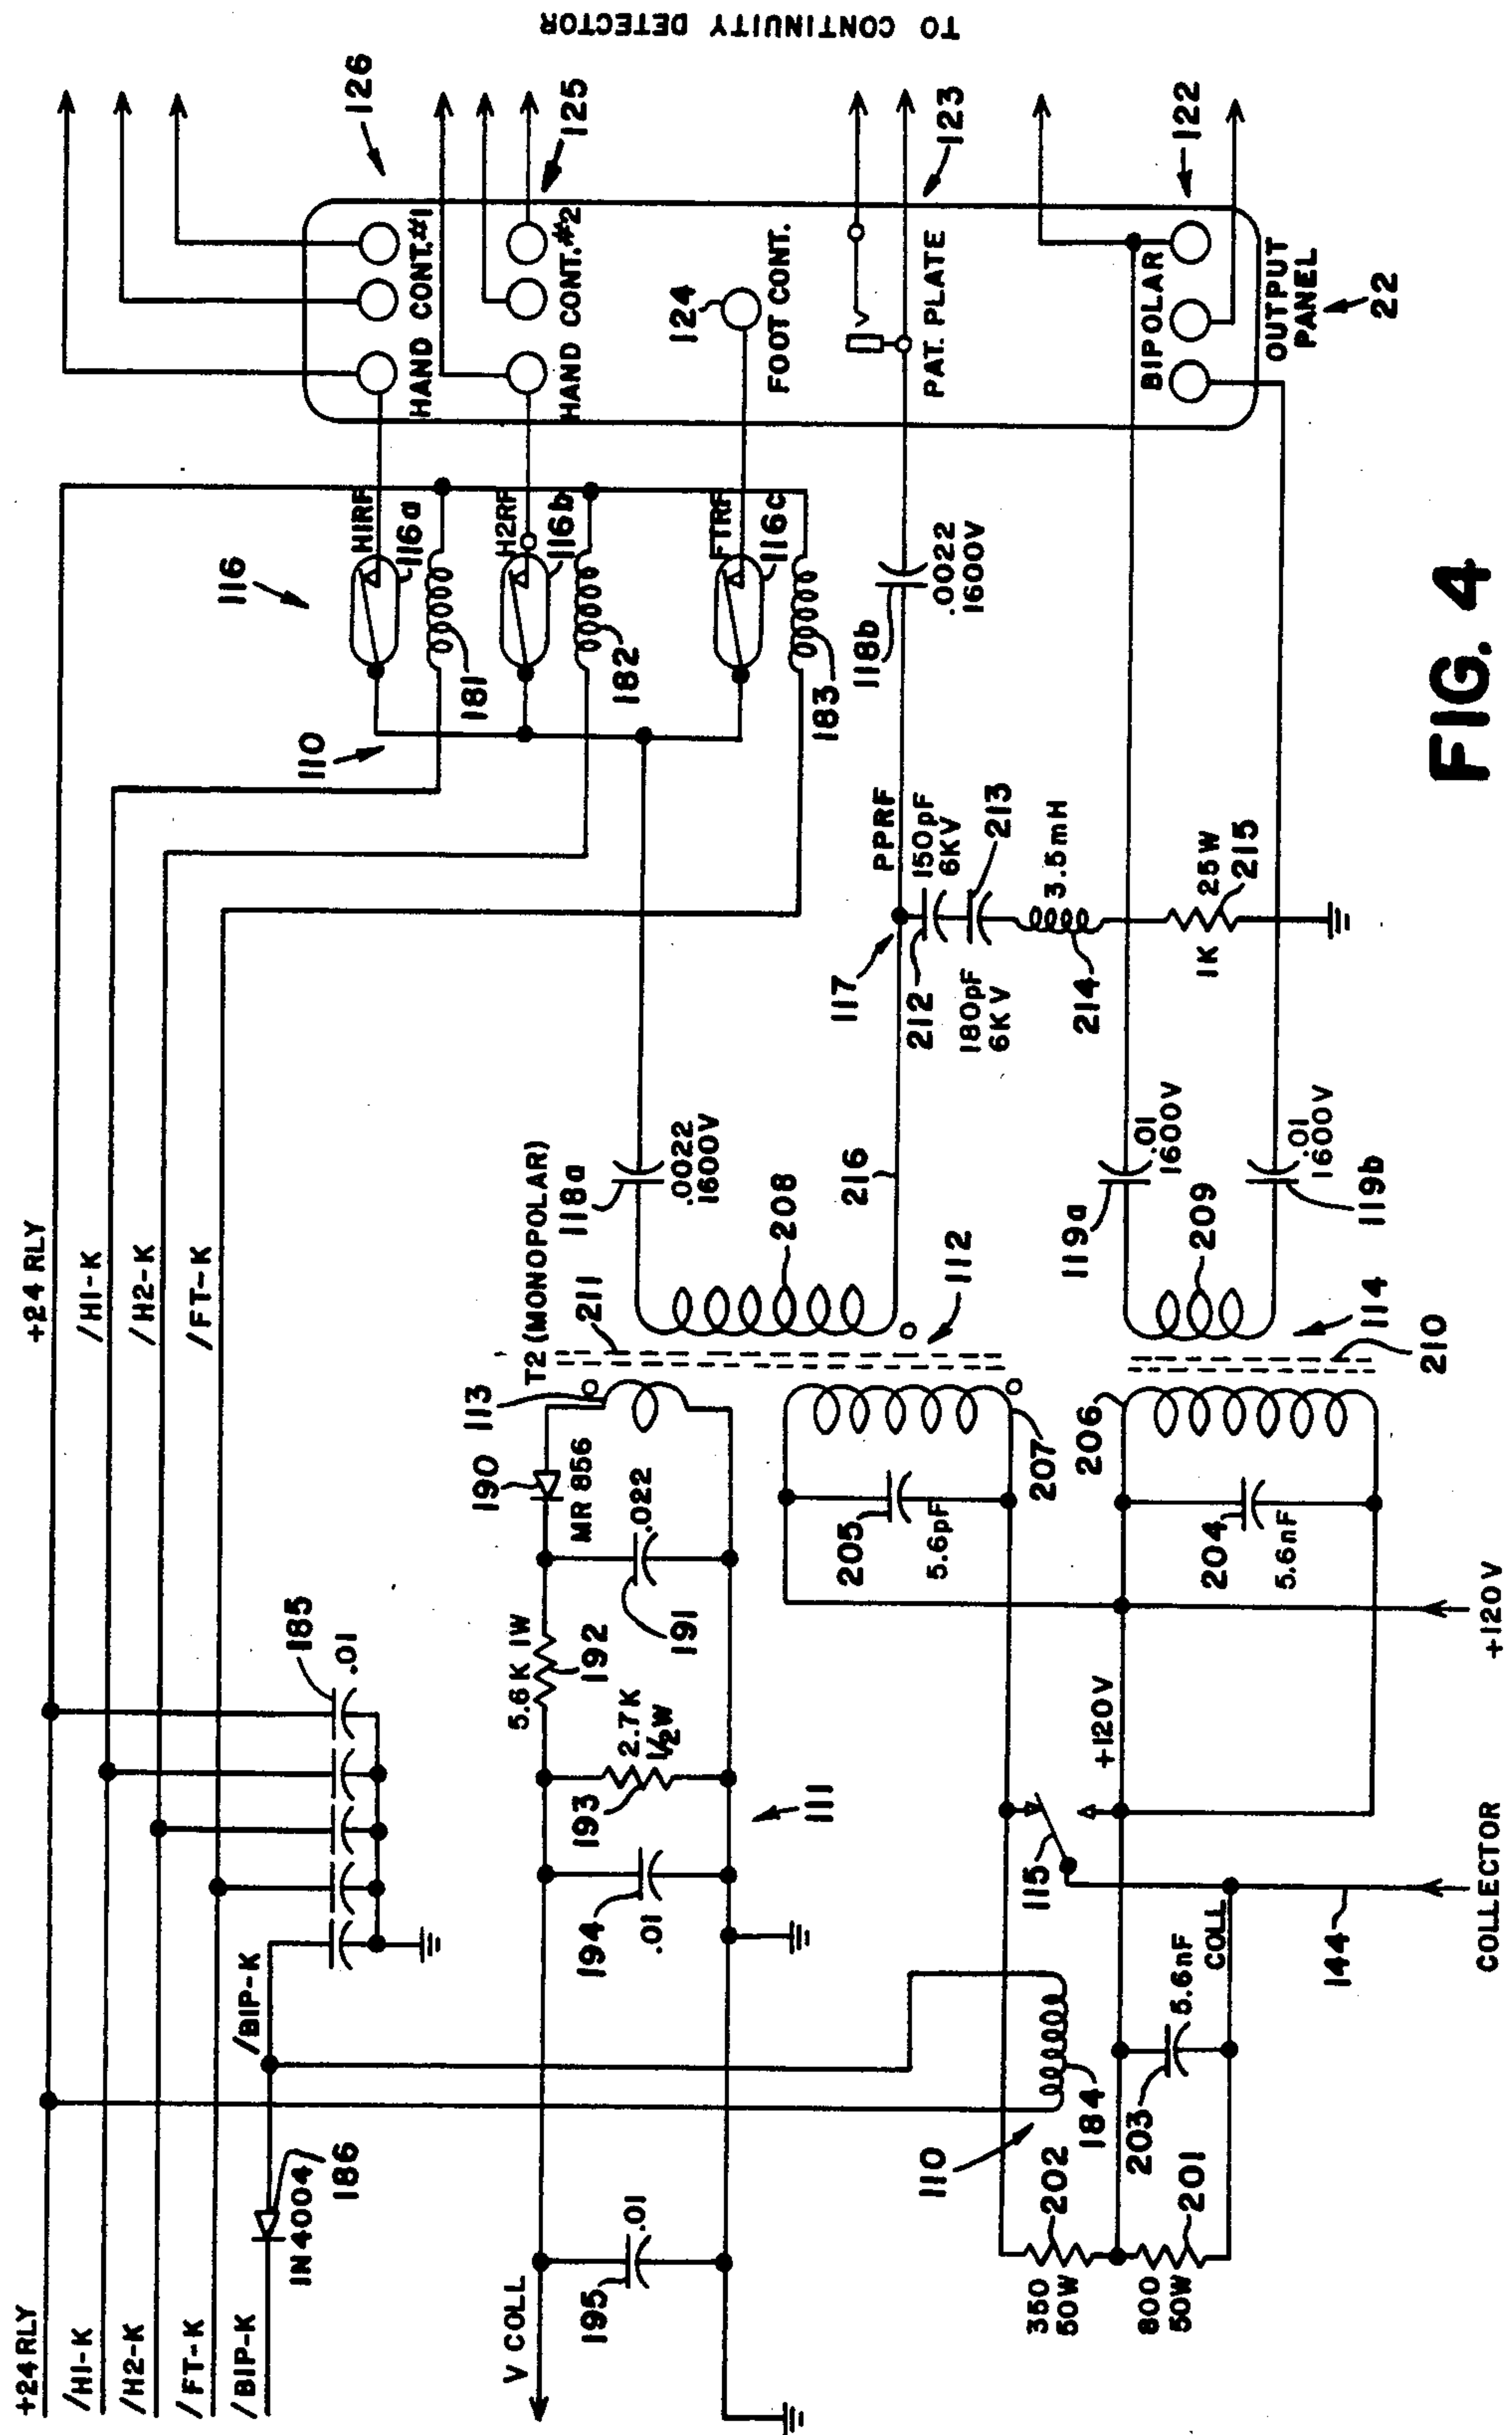 TO CONTINUITY DETECTOR
+24 RLY
/H1-K
/H2-K
/FT-K
+24RLY
/H1-K
/H2-K
/FT-K
/BIP-K
/BIP-K
IN4004
186
185
.01
116
H1RF
116a
181
H2RF
116b
182
FTRF
116c
183
110
126
HAND CONT.#1
125
HAND CONT.#2
124
FOOT CONT.
123
PAT. PLATE
122
BIPOLAR
OUTPUT
PANEL
22
V COLL
195
.01
194
.01
193
2.7K
1/2W
5.6K 1W
192
191
.022
MR 856
190
113
111
T2 (MONOPOLAR)
211
118a
.0022
1600V
208
216
112
117
PPRF
150pF
6KV
212
213
180pF
6KV
3.5mH
214
1K
25W
215
118b
.0022
1600V
205
5.6pF
207
206
204
5.6nF
119a
.01
1600V
209
119b
.01
1600V
114
210
110
184
202
350
50W
203
5.6nF
201
800
50W
COLL
115
+120V
144
COLLECTOR
+120V
FIG. 4